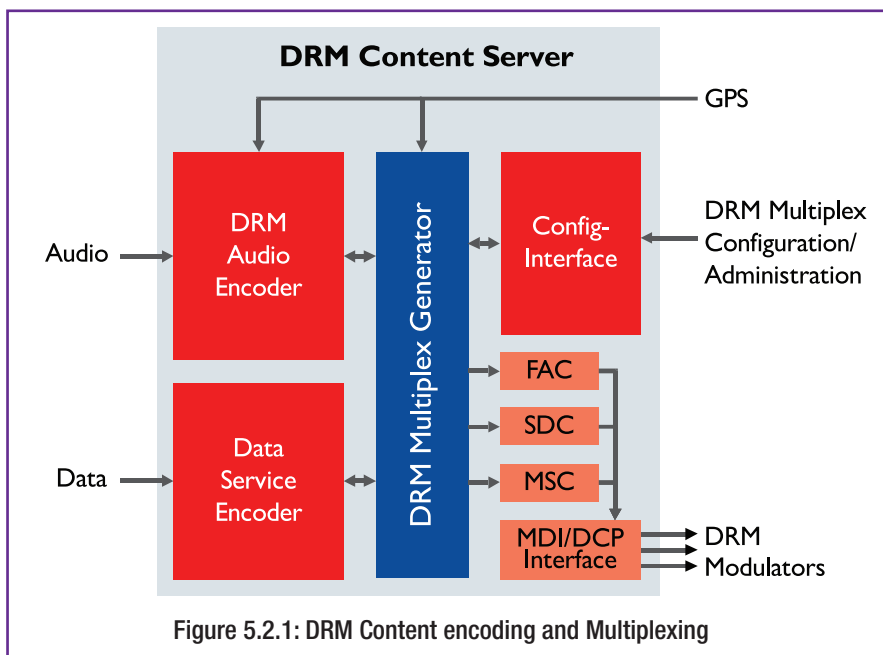 DRM Content Server
GPS
DRM
Audio
Encoder
DRM Multiplex Generator
Config-
Interface
DRM Multiplex
Configuration/
Administration
Audio
FAC
SDC
MSC
Data
Service
Encoder
Data
MDI/DCP
Interface
DRM
Modulators
Figure 5.2.1: DRM Content encoding and Multiplexing